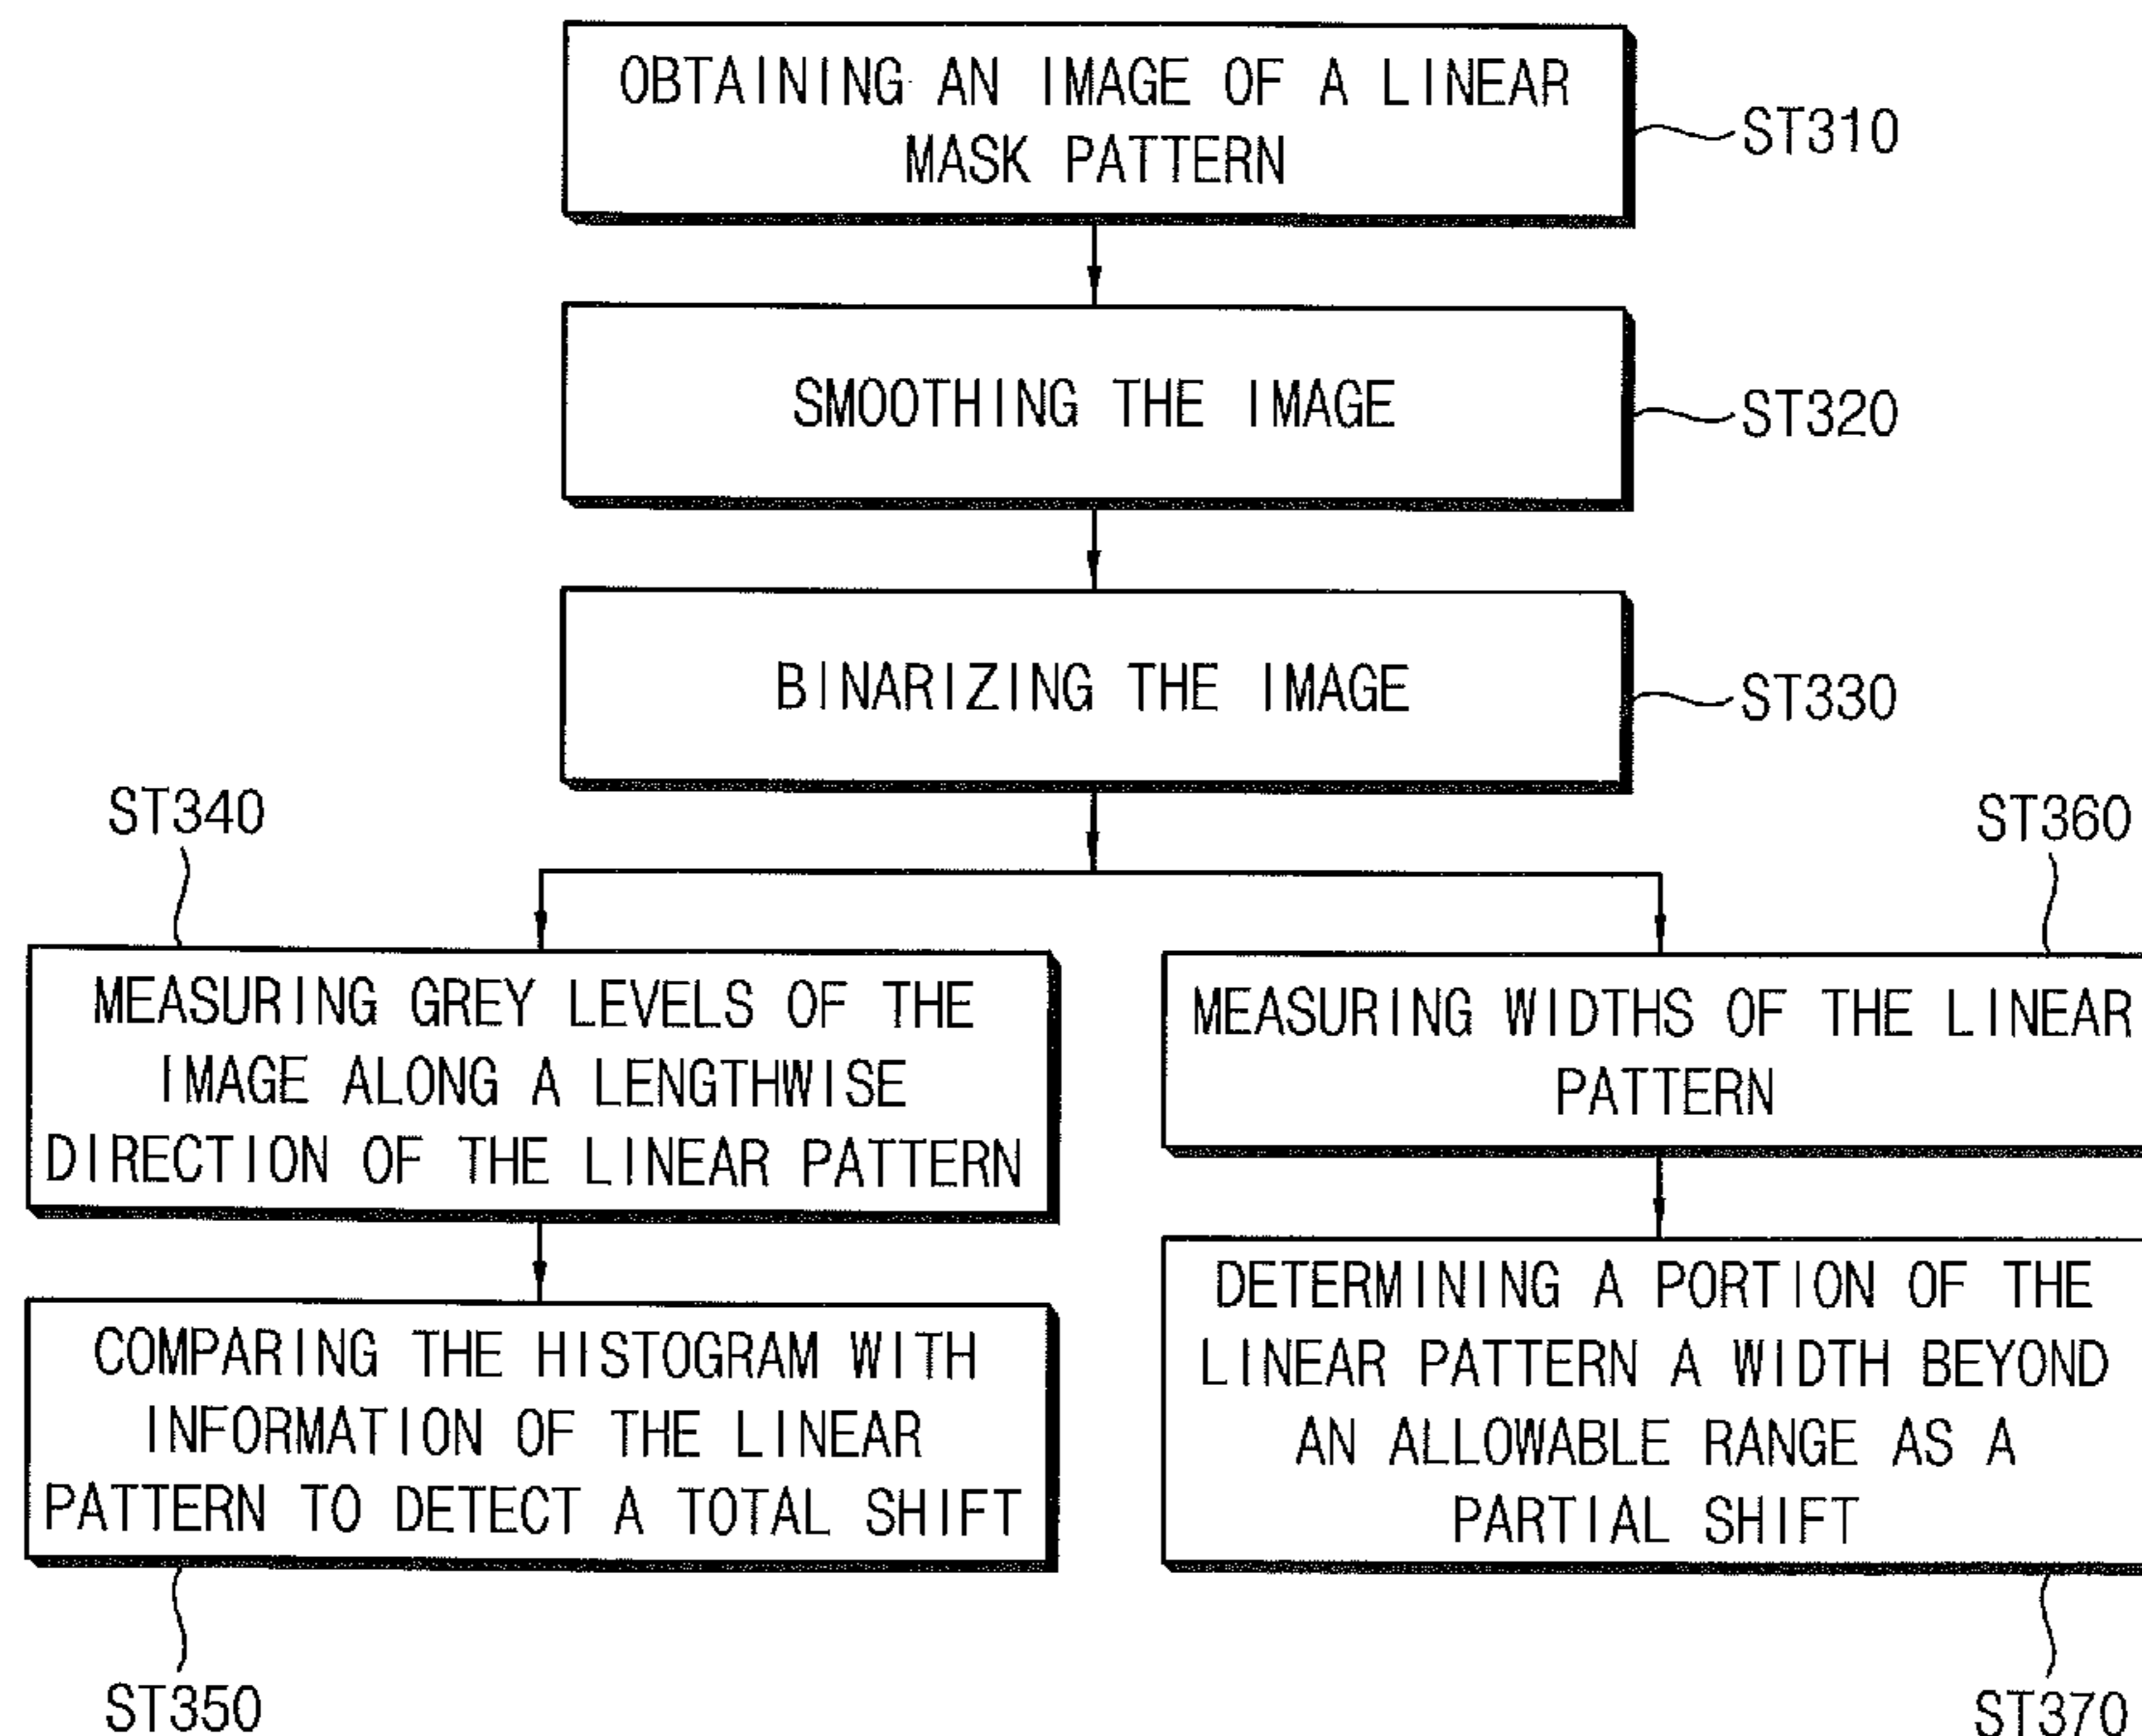 OBTAINING AN IMAGE OF A LINEAR
MASK PATTERN
ST310
SMOOTHING THE IMAGE
ST320
BINARIZING THE IMAGE
ST330
ST340
MEASURING GREY LEVELS OF THE
IMAGE ALONG A LENGTHWISE
DIRECTION OF THE LINEAR PATTERN
COMPARING THE HISTOGRAM WITH
INFORMATION OF THE LINEAR
PATTERN TO DETECT A TOTAL SHIFT
ST350
ST360
MEASURING WIDTHS OF THE LINEAR
PATTERN
DETERMINING A PORTION OF THE
LINEAR PATTERN A WIDTH BEYOND
AN ALLOWABLE RANGE AS A
PARTIAL SHIFT
ST370